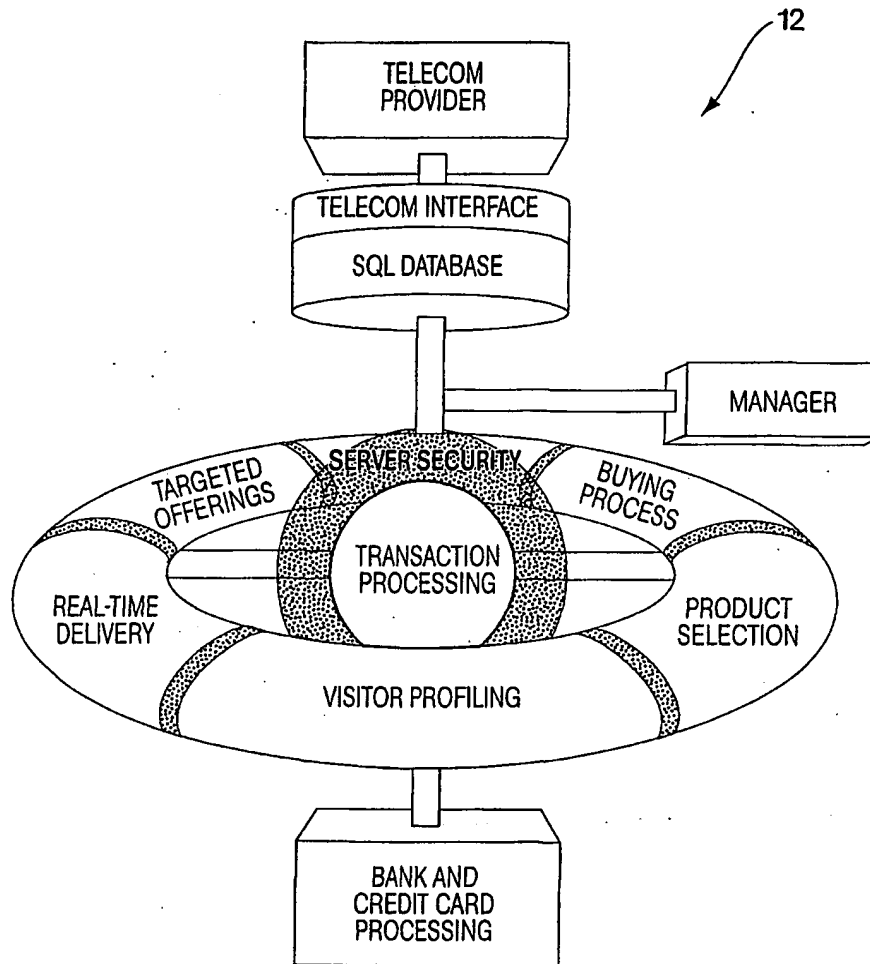 12
TELECOM
PROVIDER
TELECOM INTERFACE
SQL DATABASE
MANAGER
SERVER SECURITY
TARGETED
OFFERINGS
BUYING
PROCESS
TRANSACTION
PROCESSING
REAL-TIME
DELIVERY
PRODUCT
SELECTION
VISITOR PROFILING
BANK AND
CREDIT CARD
PROCESSING